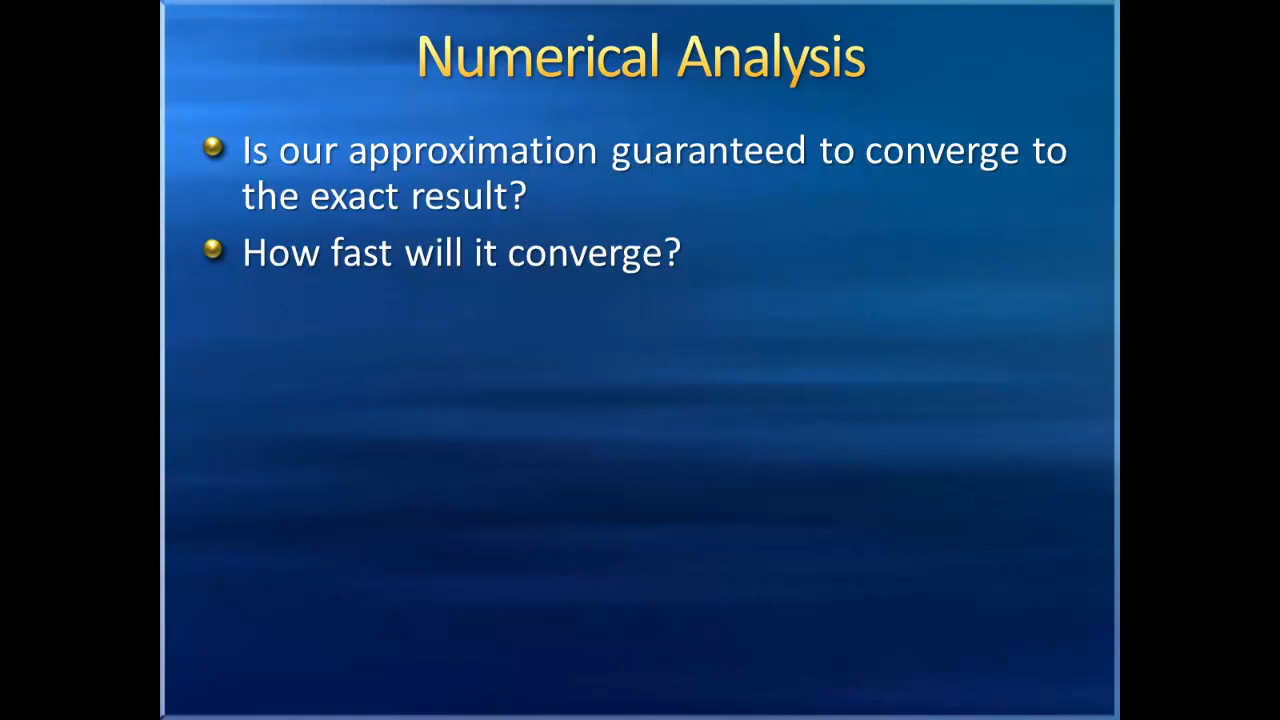 Numerical Analysis
Is our approximation guaranteed to converge to
the exact result?
How fast will it converge?